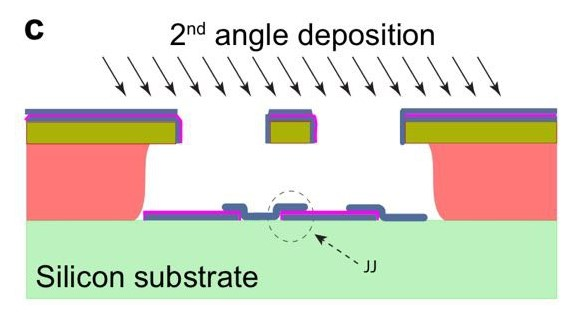 c
2nd angle deposition
JJ
Silicon substrate